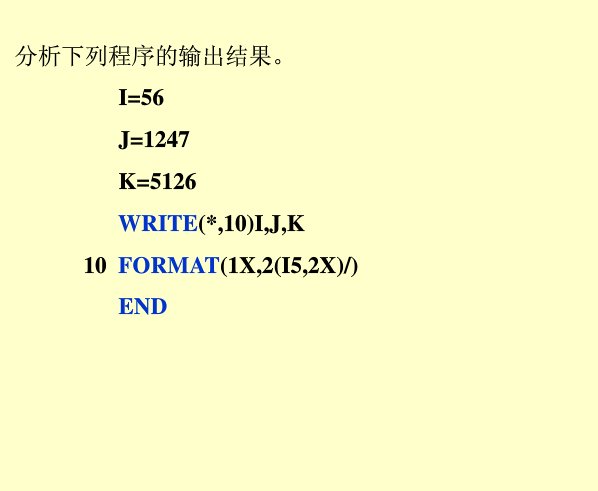 分析下列程序的输出结果。
I=56
J=1247
K=5126
WRITE(*,10)I,J,K
10 FORMAT(1X,2(I5,2X)/)
END